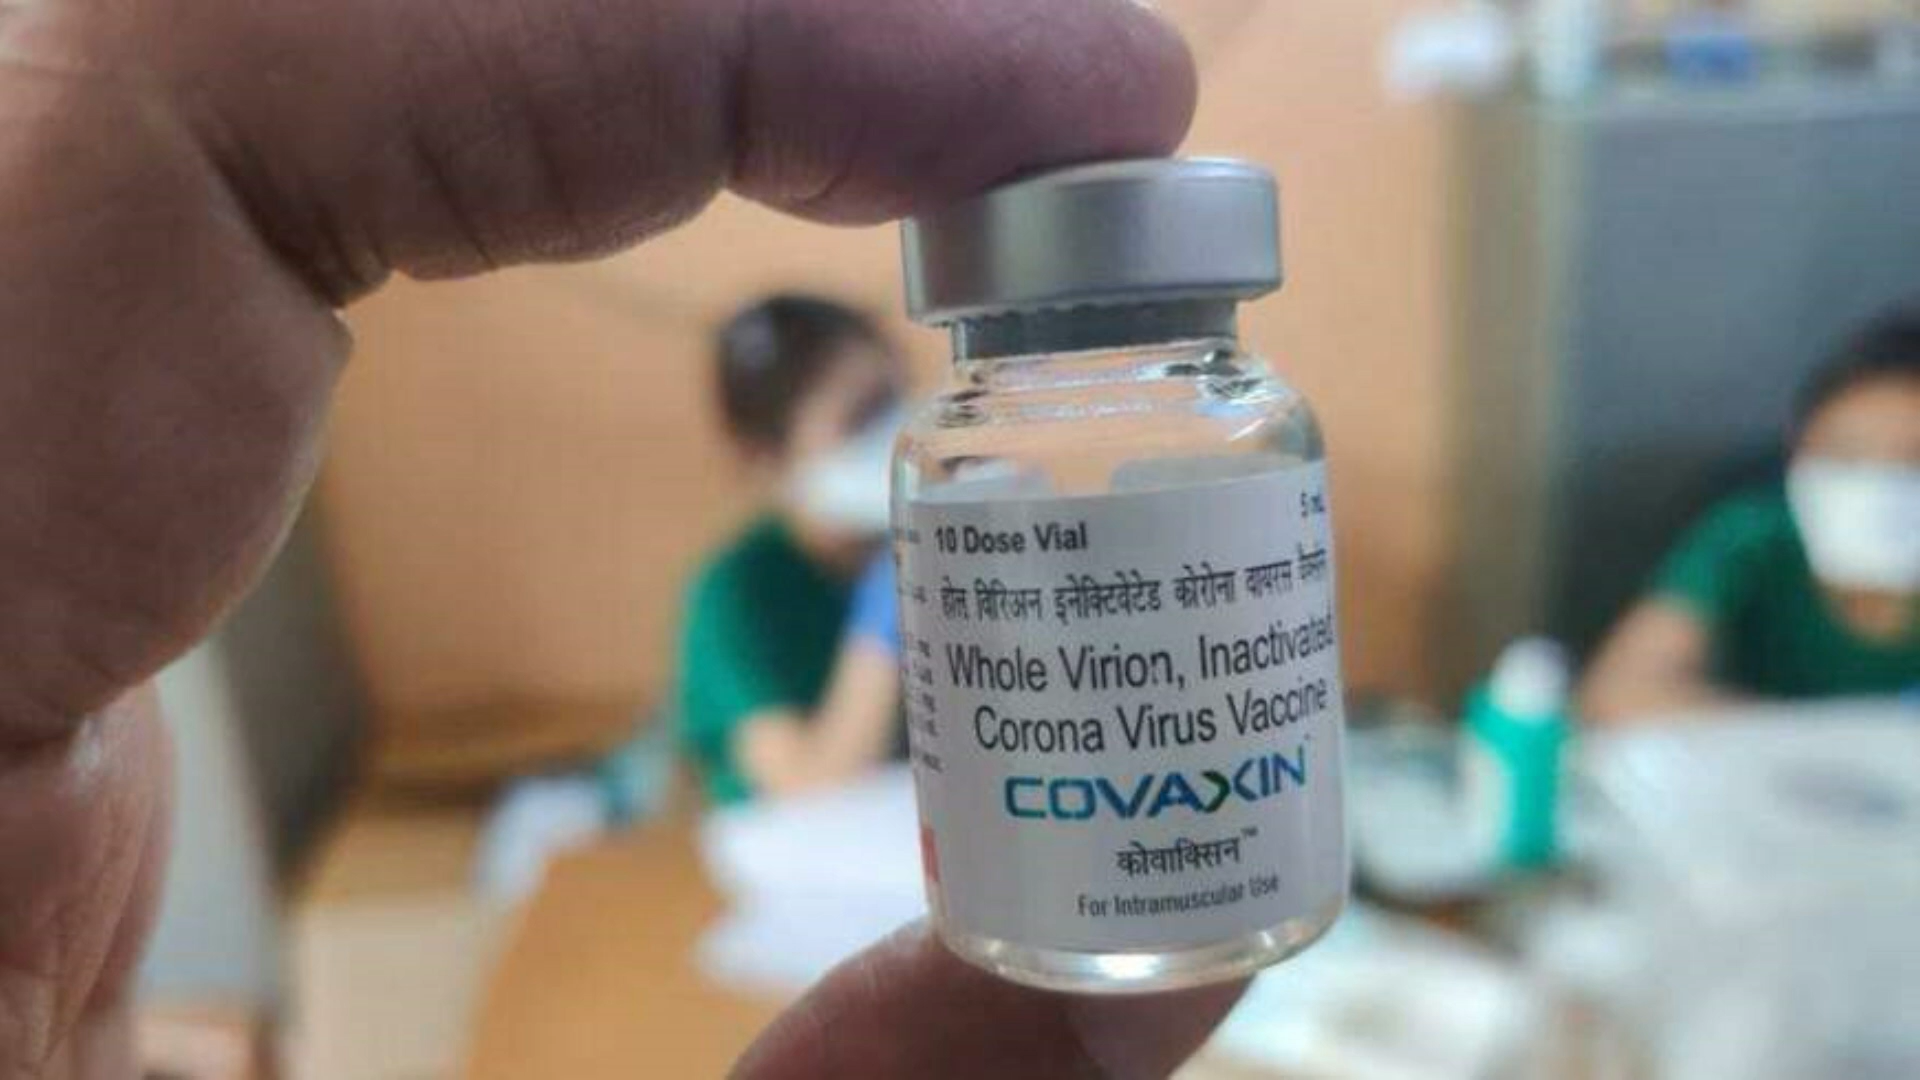 10 Dose Vial
5 mL
होल विरिअन इनेक्टिवेटेड कोरोना वायरस
Whole Virion, Inactivated
Corona Virus Vaccine
COVAXIN
कोवाक्सिन™
For Intramuscular Use